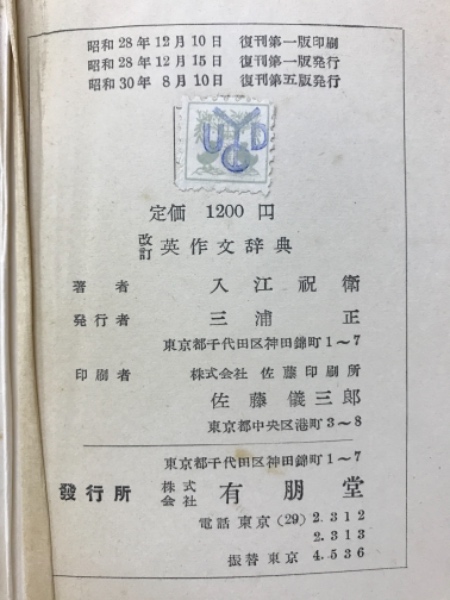 昭和28年12月10日 復刊第一版印刷
昭和28年12月15日 復刊第一版発行
昭和30年 8月10日 復刊第五版発行
定価 1200 円
改訂 英作文辞典
著者 入江祝衛
発行者 三浦正
東京都千代田区神田錦町1〜7
印刷者 株式会社 佐藤印刷所
佐藤儀三郎
東京都中央区港町3〜8
東京都千代田区神田錦町1〜7
發行所 株式会社 有朋堂
電話 東京 (29) 2.312
2.313
振替 東京 4.536